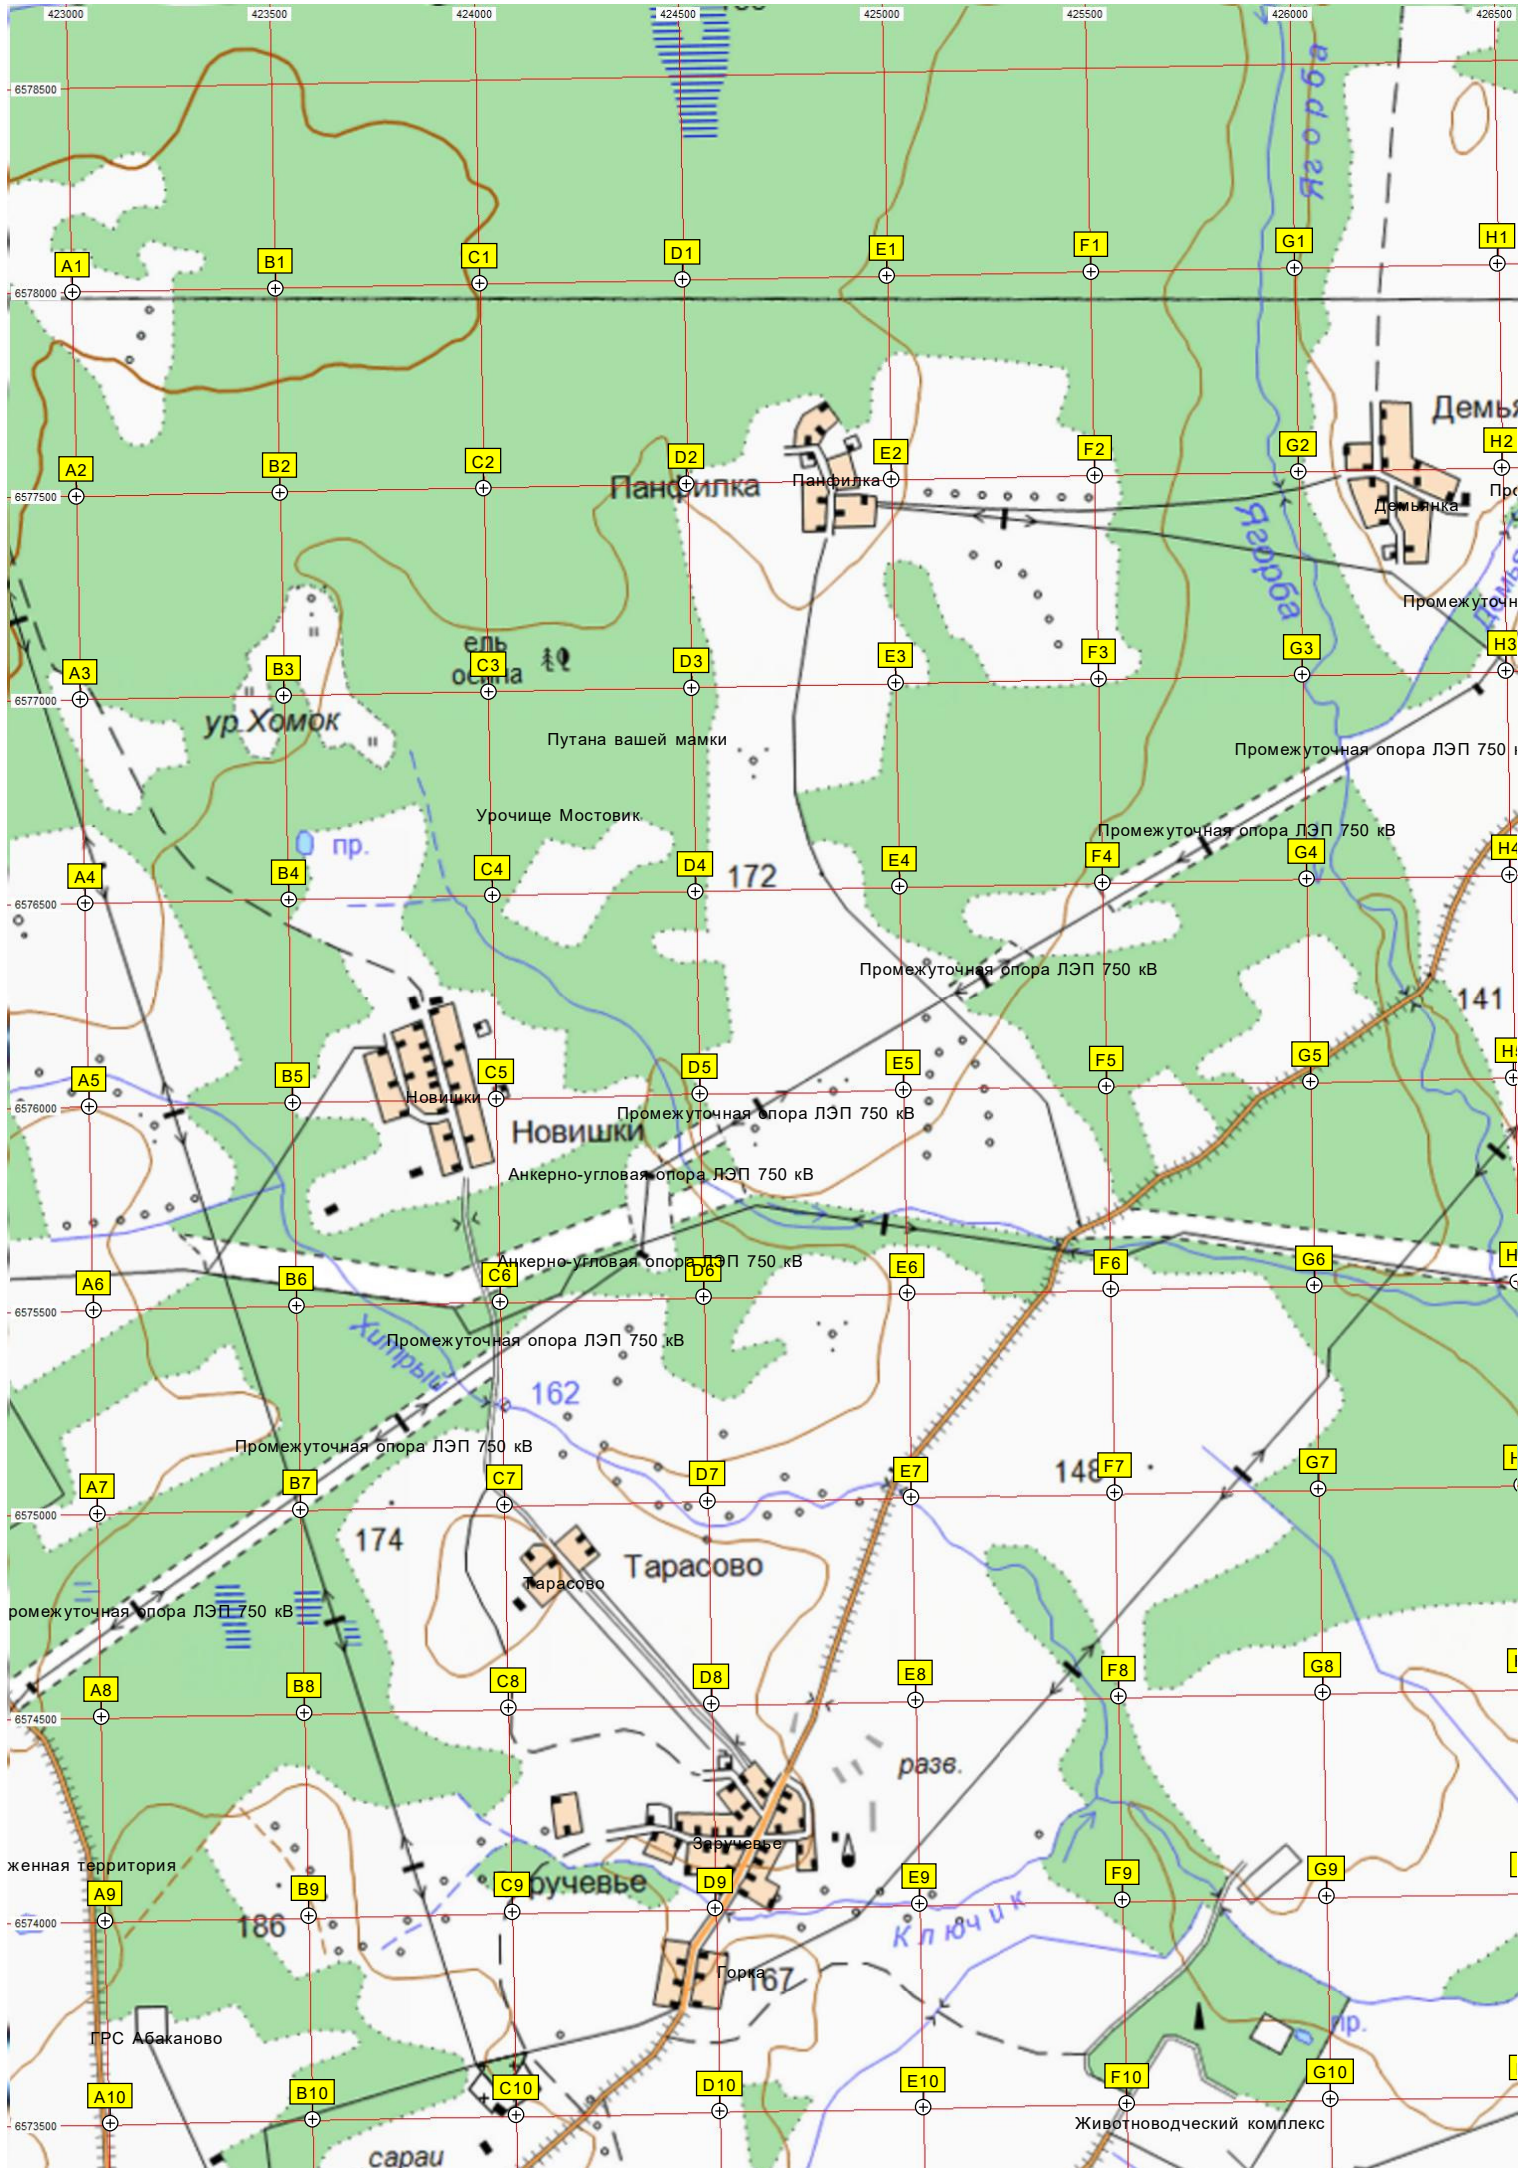 423000 423500 424000 424500 425000 425500 426000 426500
6578500
Ягорба
A1 B1 C1 D1 E1 F1 G1 H1
6578000
Демья
A2 B2 C2 D2 E2 F2 G2 H2
Панфилка
Панфилка
6577500
Про
Демьянка
Ягорба
Промежуточн
Демья
ель
осина
A3 B3 C3 D3 E3 F3 G3 H3
6577000
ур. Хомок
Путана вашей мамки
Промежуточная опора ЛЭП 750 к
Урочище Мостовик
Промежуточная опора ЛЭП 750 кВ
пр.
A4 B4 C4 D4 E4 F4 G4 H4
172
6576500
Промежуточная опора ЛЭП 750 кВ
141
A5 B5 C5 D5 E5 F5 G5 H5
Новишки
6576000
Промежуточная опора ЛЭП 750 кВ
Новишки
Анкерно-угловая опора ЛЭП 750 кВ
Анкерно-угловая опора ЛЭП 750 кВ
A6 B6 C6 D6 E6 F6 G6 H
6575500
Хитрый
Промежуточная опора ЛЭП 750 кВ
162
Промежуточная опора ЛЭП 750 кВ
A7 B7 C7 D7 E7 F7 G7 H
148
6575000
174
Тарасово
Тарасово
ромежуточная опора ЛЭП 750 кВ
A8 B8 C8 D8 E8 F8 G8
6574500
разв.
Заручевье
женная территория
A9 B9 C9 D9 E9 F9 G9
ручевье
6574000
186
Ключик
Горка
167
ГРС Абаканово
пр.
A10 B10 C10 D10 E10 F10 G10
6573500
Животноводческий комплекс
сараи